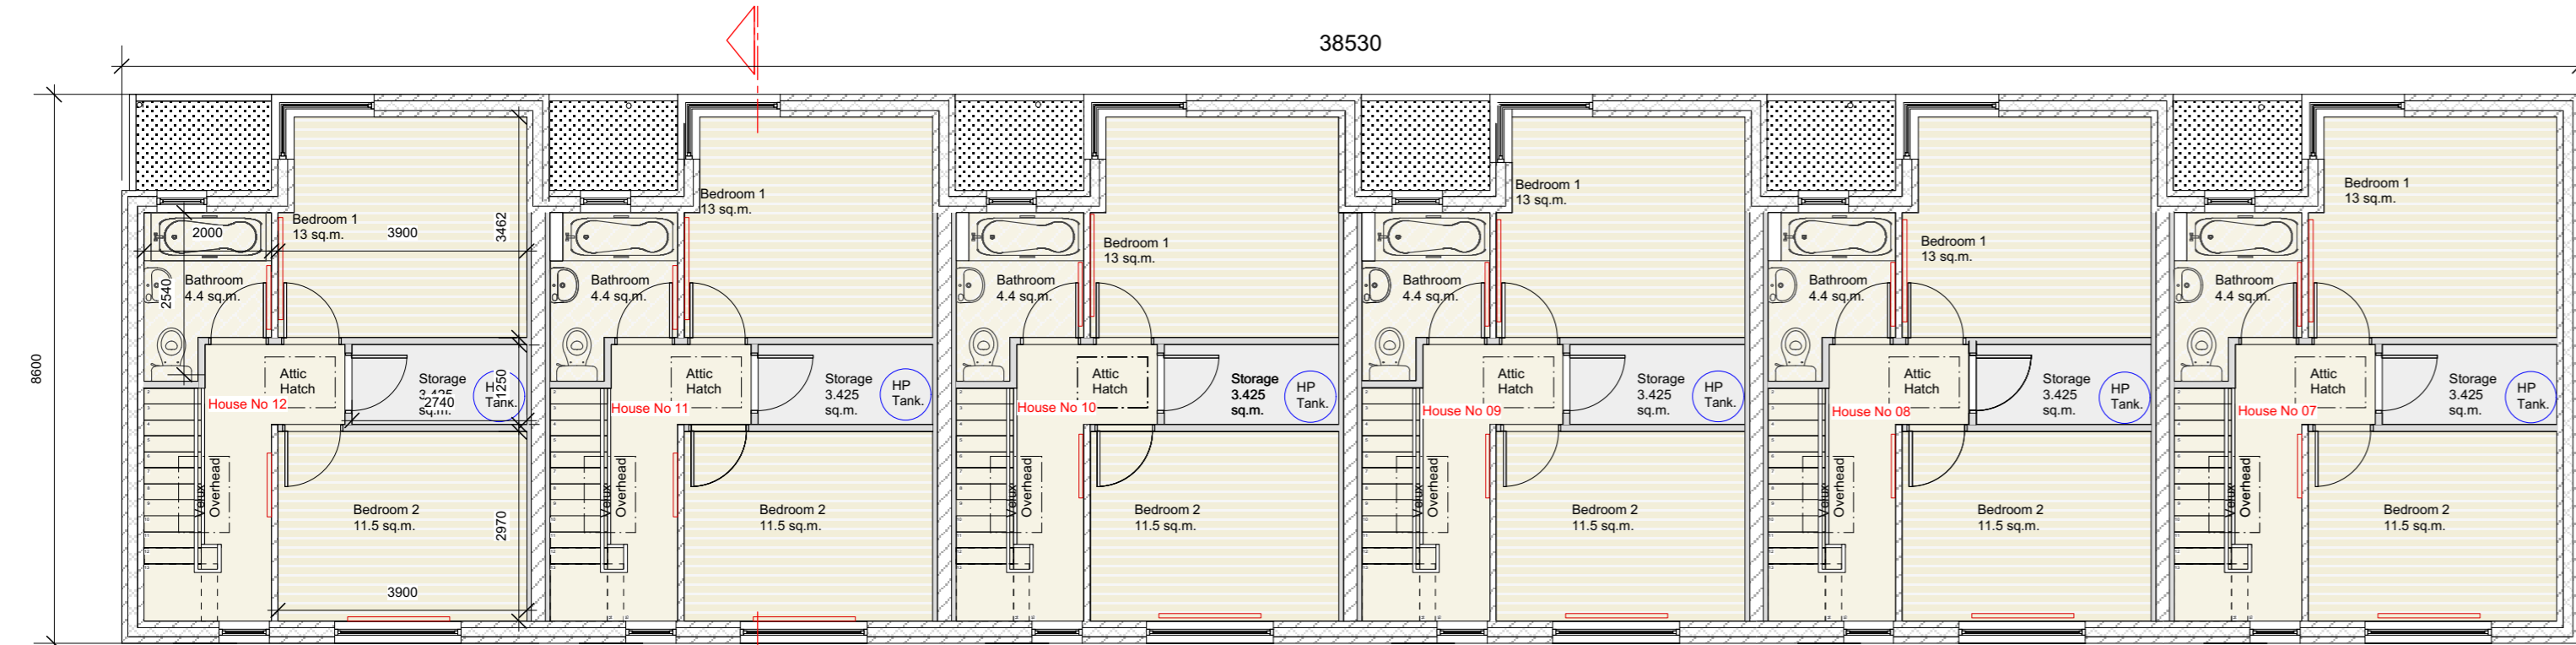 38530
8600
Bedroom 1
13 sq.m.
2000
3900
3462
Bathroom
4.4 sq.m.
2540
Attic
Hatch
Storage
3.425
sq.m.
2740
1250
HP
Tank.
House No 12
Velux
Overhead
Bedroom 2
11.5 sq.m.
2970
3900
Bedroom 1
13 sq.m.
Bathroom
4.4 sq.m.
Attic
Hatch
Storage
3.425
sq.m.
HP
Tank.
House No 11
Velux
Overhead
Bedroom 2
11.5 sq.m.
Bedroom 1
13 sq.m.
Bathroom
4.4 sq.m.
Attic
Hatch
Storage
3.425
sq.m.
HP
Tank.
House No 10
Velux
Overhead
Bedroom 2
11.5 sq.m.
Bedroom 1
13 sq.m.
Bathroom
4.4 sq.m.
Attic
Hatch
Storage
3.425
sq.m.
HP
Tank.
House No 09
Velux
Overhead
Bedroom 2
11.5 sq.m.
Bedroom 1
13 sq.m.
Bathroom
4.4 sq.m.
Attic
Hatch
Storage
3.425
sq.m.
HP
Tank.
House No 08
Velux
Overhead
Bedroom 2
11.5 sq.m.
Bedroom 1
13 sq.m.
Bathroom
4.4 sq.m.
Attic
Hatch
Storage
3.425
sq.m.
HP
Tank.
House No 07
Velux
Overhead
Bedroom 2
11.5 sq.m.